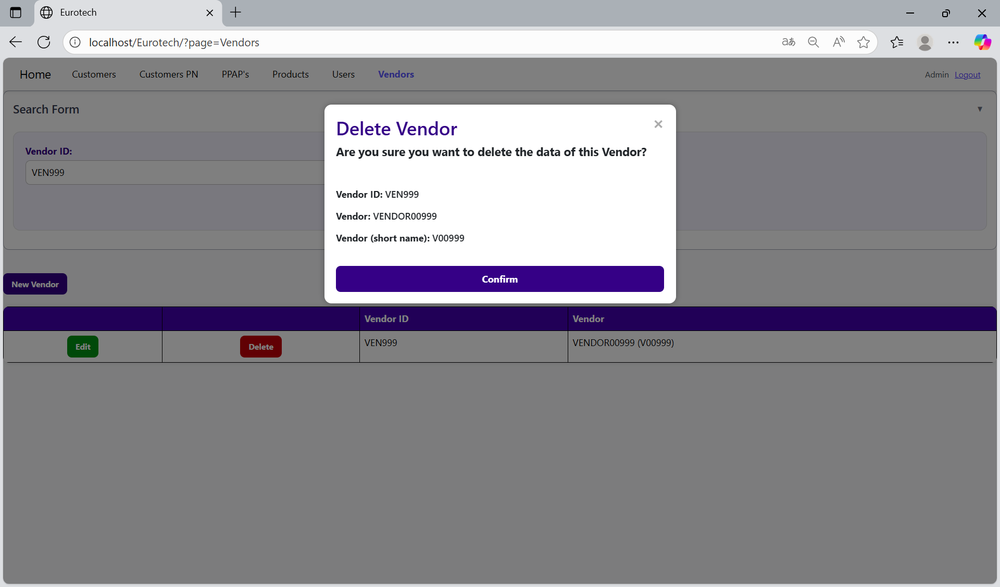 Eurotech
localhost/Eurotech/?page=Vendors
Home Customers Customers PN PPAP's Products Users Vendors Admin Logout
Search Form
Vendor ID:
VEN999
Delete Vendor
Are you sure you want to delete the data of this Vendor?
Vendor ID: VEN999
Vendor: VENDOR00999
Vendor (short name): V00999
Confirm
New Vendor
Vendor ID Vendor
Edit Delete VEN999 VENDOR00999 (V00999)